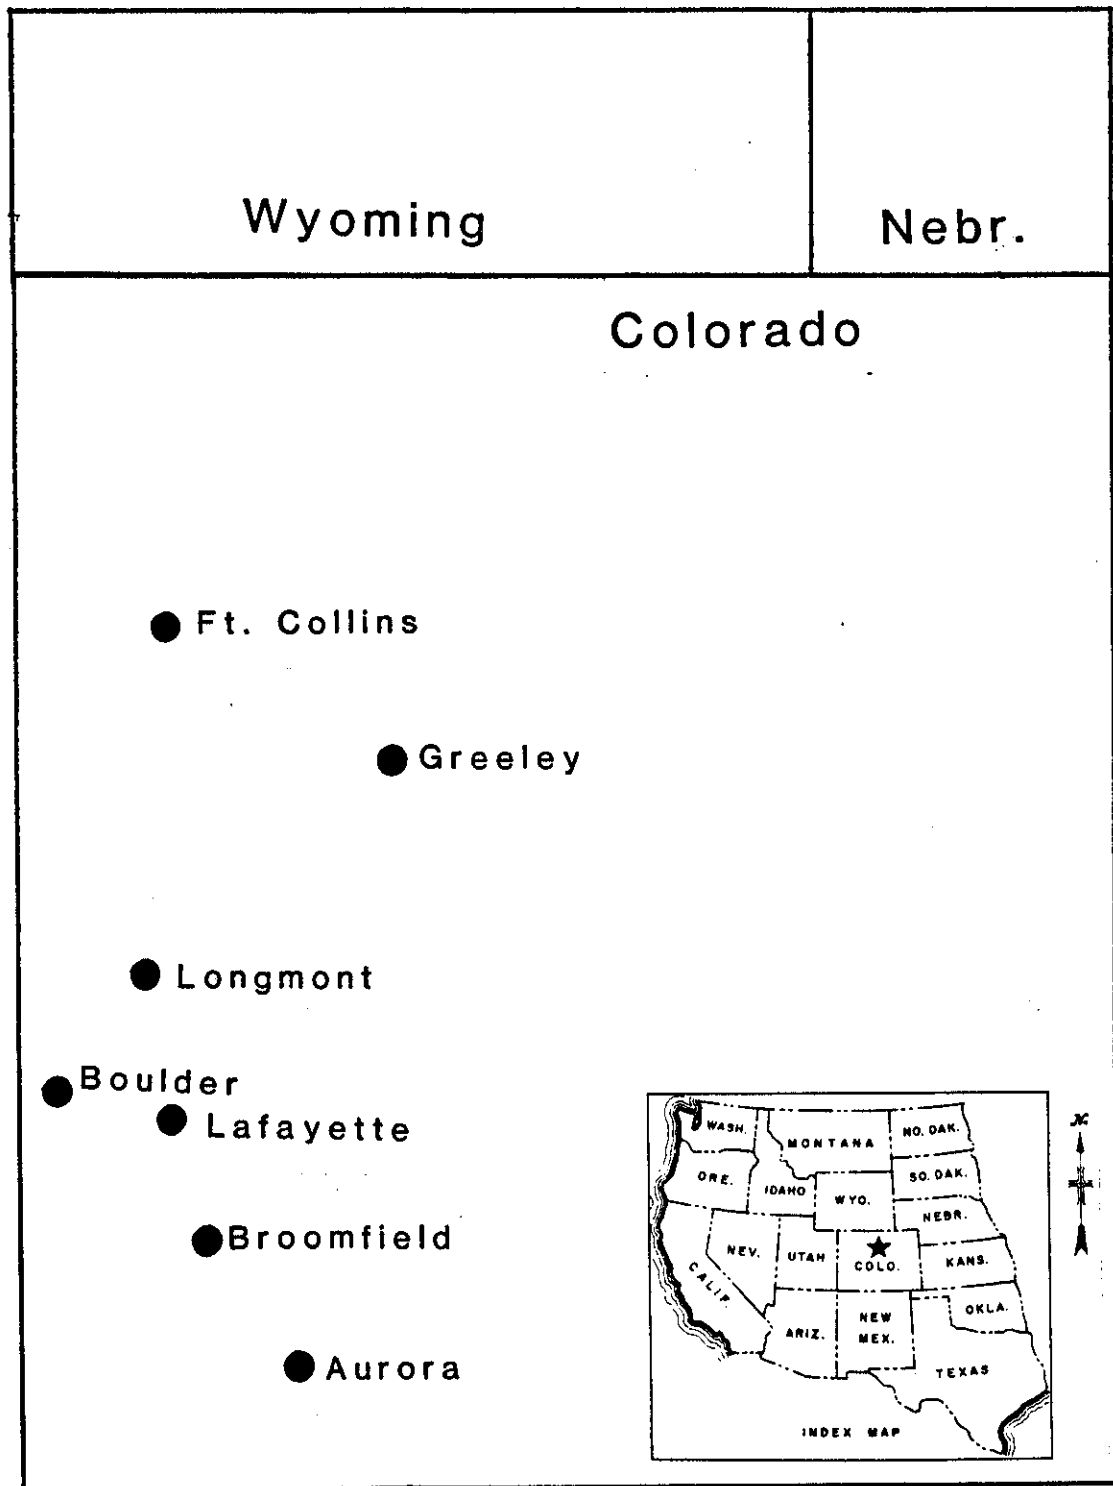 Wyoming
Nebr.
Colorado
Ft. Collins
Greeley
Longmont
Boulder
Lafayette
Broomfield
Aurora
WASH.
MONTANA
NO. DAK.
ORE.
IDAHO
WYO.
SO. DAK.
NEBR.
NEV.
UTAH
COLO.
KANS.
CALIF.
ARIZ.
NEW
MEX.
OKLA.
TEXAS
INDEX MAP
N